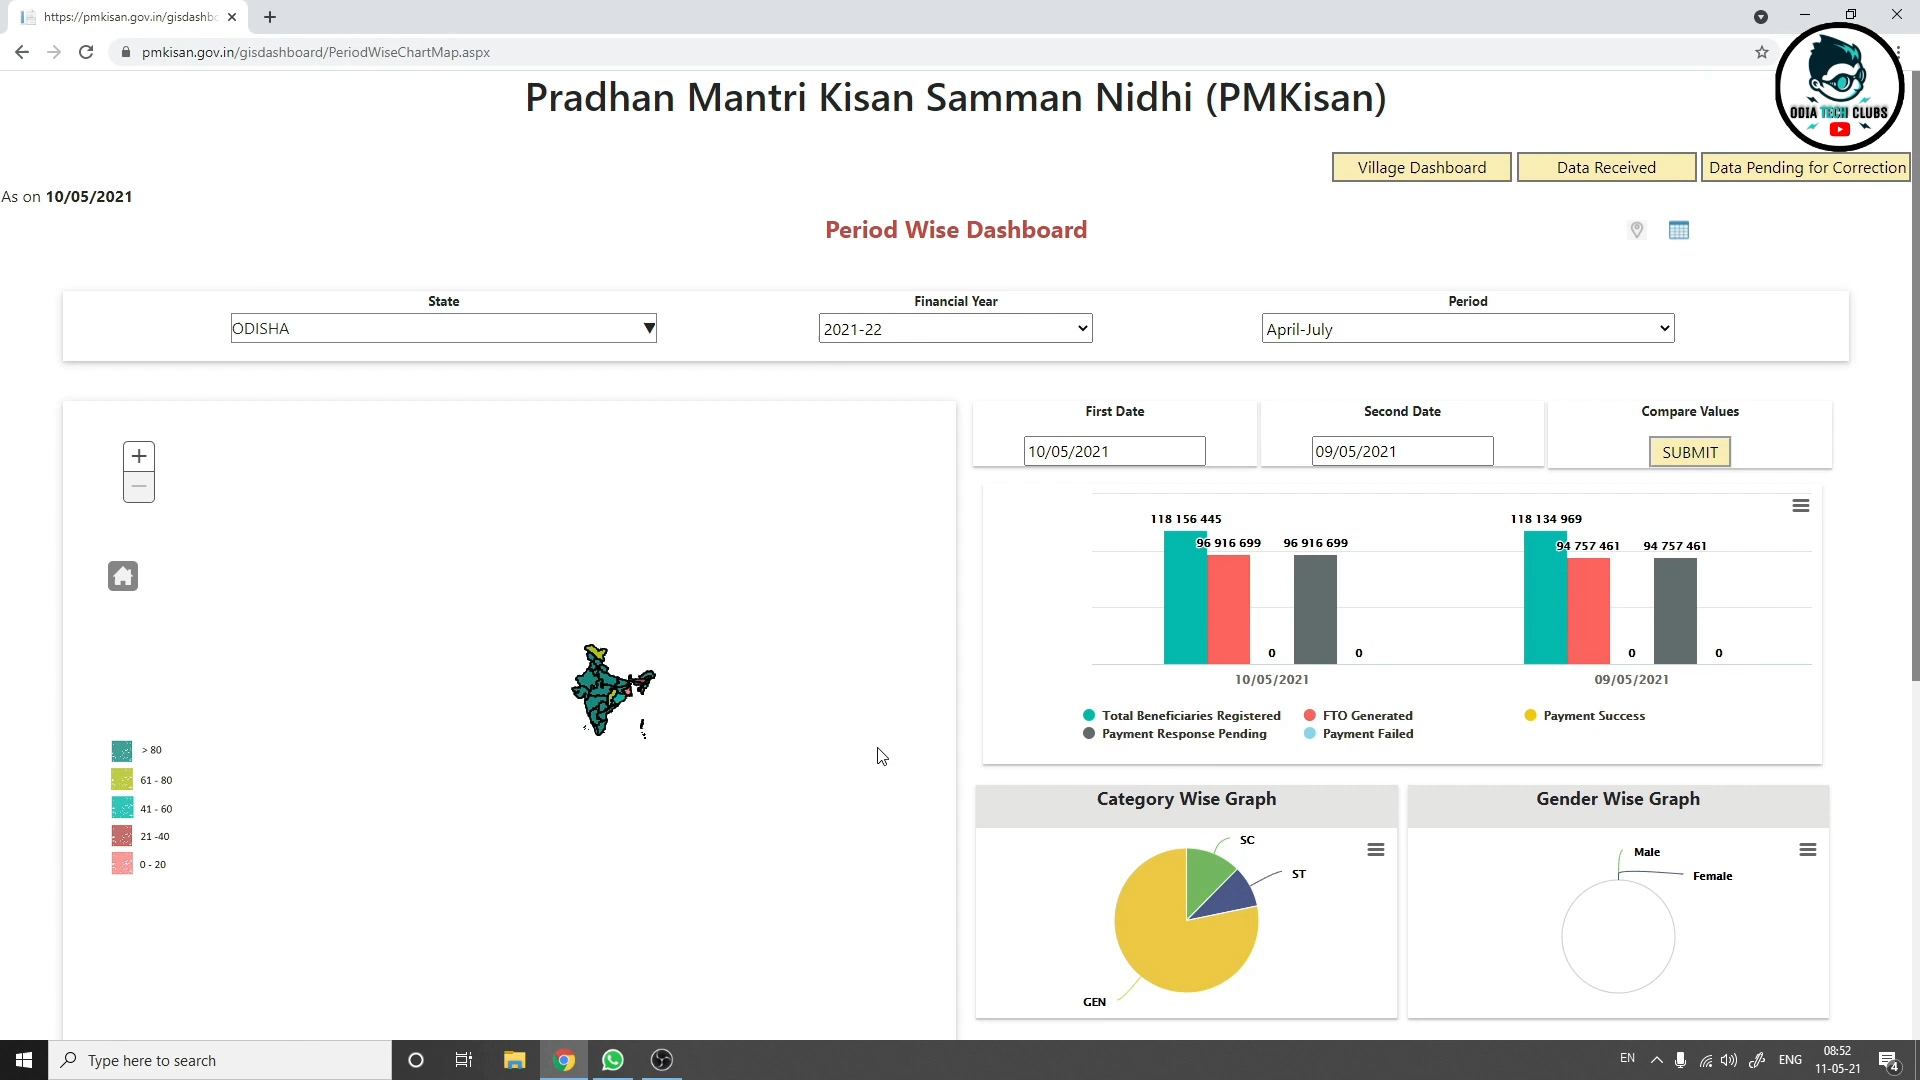 https://pmkisan.gov.in/gisdashbo
pmkisan.gov.in/gisdashboard/PeriodWiseChartMap.aspx
Pradhan Mantri Kisan Samman Nidhi (PMKisan)
ODIA TECH CLUBS
Village Dashboard
Data Received
Data Pending for Correction
As on 10/05/2021
Period Wise Dashboard
State
Financial Year
Period
ODISHA
2021-22
April-July
First Date
Second Date
Compare Values
10/05/2021
09/05/2021
SUBMIT
118 156 445
96 916 699
0
96 916 699
0
118 134 969
94 757 461
0
94 757 461
0
10/05/2021
09/05/2021
Total Beneficiaries Registered
FTO Generated
Payment Success
Payment Response Pending
Payment Failed
> 80
61 - 80
41 - 60
21 -40
0 - 20
Category Wise Graph
SC
ST
GEN
Gender Wise Graph
Male
Female
Type here to search
EN
ENG
08:52
11-05-21
4